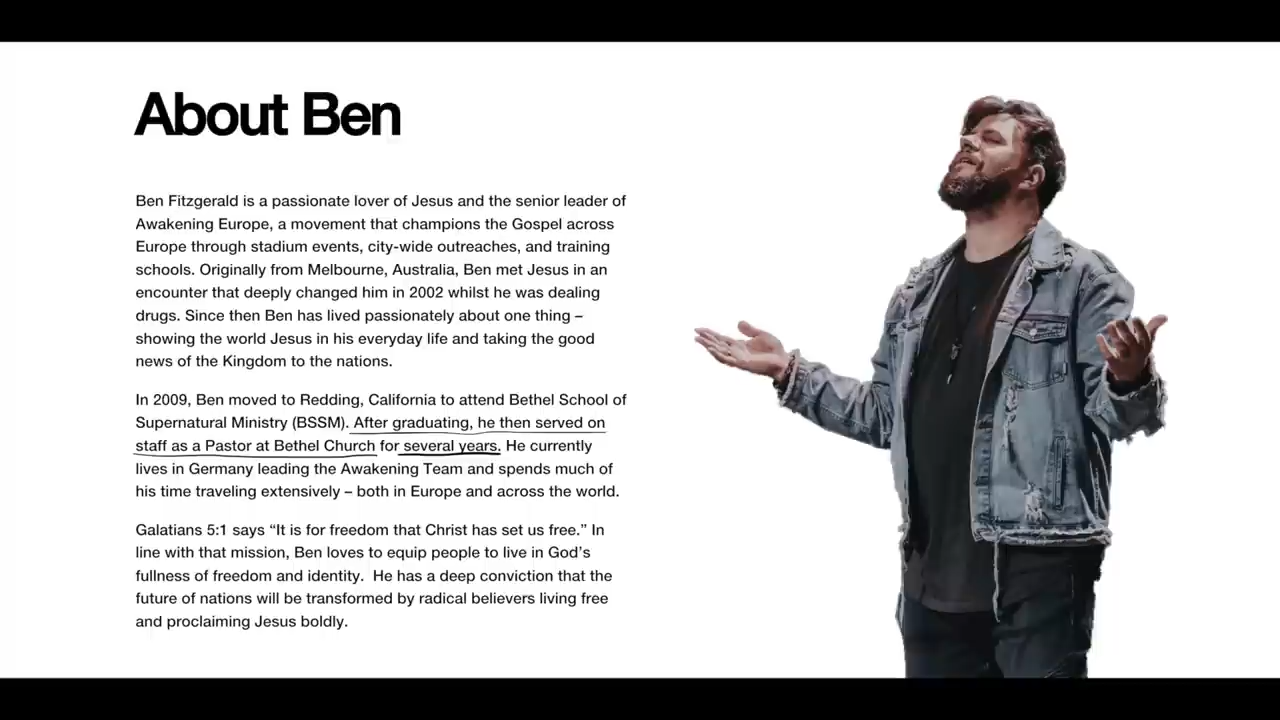 About Ben
Ben Fitzgerald is a passionate lover of Jesus and the senior leader of
Awakening Europe, a movement that champions the Gospel across
Europe through stadium events, city-wide outreaches, and training
schools. Originally from Melbourne, Australia, Ben met Jesus in an
encounter that deeply changed him in 2002 whilst he was dealing
drugs. Since then Ben has lived passionately about one thing –
showing the world Jesus in his everyday life and taking the good
news of the Kingdom to the nations.
In 2009, Ben moved to Redding, California to attend Bethel School of
Supernatural Ministry (BSSM). After graduating, he then served on
staff as a Pastor at Bethel Church for several years. He currently
lives in Germany leading the Awakening Team and spends much of
his time traveling extensively – both in Europe and across the world.
Galatians 5:1 says “It is for freedom that Christ has set us free.” In
line with that mission, Ben loves to equip people to live in God’s
fullness of freedom and identity.  He has a deep conviction that the
future of nations will be transformed by radical believers living free
and proclaiming Jesus boldly.